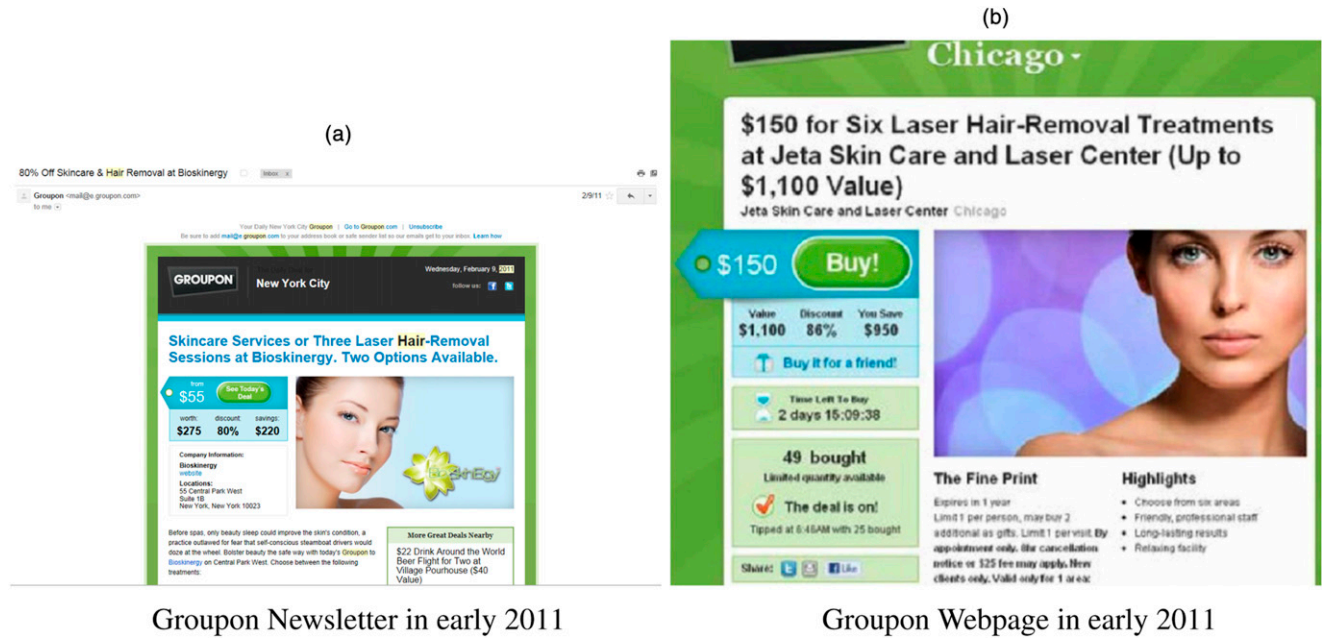 (a)
80% Off Skincare & Hair Removal at Bioskinergy
Inbox x
Groupon <mail@e.groupon.com>
to me
2/9/11
Your Daily New York City Groupon | Go to Groupon.com | Unsubscribe
Be sure to add mail@e.groupon.com to your address book or safe sender list so our emails get to your inbox. Learn how
GROUPON
New York City
Wednesday, February 9, 2011
follow us:
Skincare Services or Three Laser Hair-Removal
Sessions at Bioskinergy. Two Options Available.
from
$55
See Today's
Deal
worth: discount: savings:
$275 80% $220
Company Information:
Bioskinergy
website
Locations:
55 Central Park West
Suite 1B
New York, New York 10023
Before spas, only beauty sleep could improve the skin's condition, a
practice outlawed for fear that self-conscious steamboat drivers would
doze at the wheel. Bolster beauty the safe way with today's Groupon to
Bioskinergy on Central Park West. Choose between the following
treatments:
More Great Deals Nearby
$22 Drink Around the World
Beer Flight for Two at
Village Pourhouse ($40
Value)
Groupon Newsletter in early 2011
(b)
Chicago
$150 for Six Laser Hair-Removal Treatments
at Jeta Skin Care and Laser Center (Up to
$1,100 Value)
Jeta Skin Care and Laser Center Chicago
$150
Buy!
Value Discount You Save
$1,100 86% $950
Buy it for a friend!
Time Left To Buy
2 days 15:09:38
49 bought
Limited quantity available
The deal is on!
Tipped at 6:46AM with 25 bought
Share: Like
The Fine Print
Expires in 1 year
Limit 1 per person, may buy 2
additional as gifts. Limit 1 per visit. By
appointment only. 8hr cancellation
notice or $25 fee may apply. New
clients only. Valid only for 1 area:
Highlights
• Choose from six areas
• Friendly, professional staff
• Long-lasting results
• Relaxing facility
Groupon Webpage in early 2011